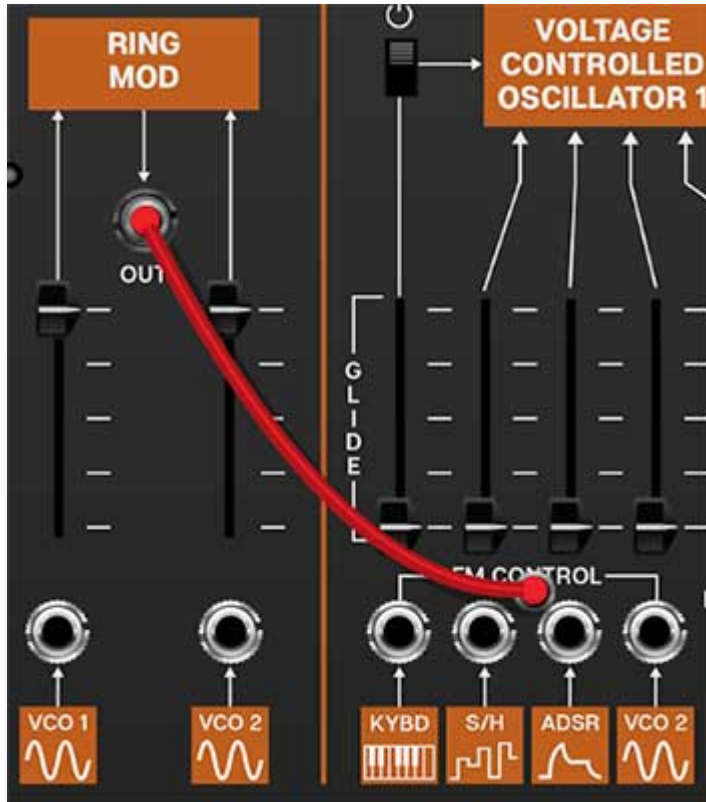 RING
MOD
OUT
VCO 1
VCO 2
VOLTAGE
CONTROLLED
OSCILLATOR 1
GLIDE
FM CONTROL
KYBD
S/H
ADSR
VCO 2